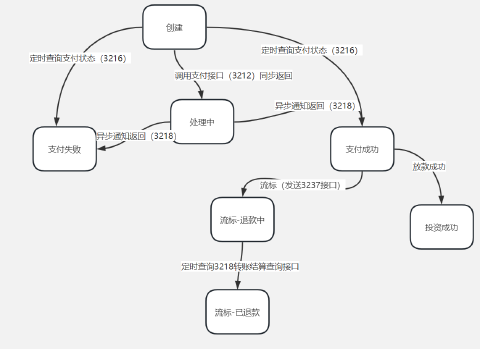 创建
定时查询支付状态（3216）
定时查询支付状态（3216）
调用支付接口（3212）同步返回
异步通知返回（3218）
处理中
异步通知返回（3218）
支付失败
支付成功
放款成功
流标（发送3237接口）
流标-退款中
投资成功
定时查询3218转账结算查询接口
流标-已退款